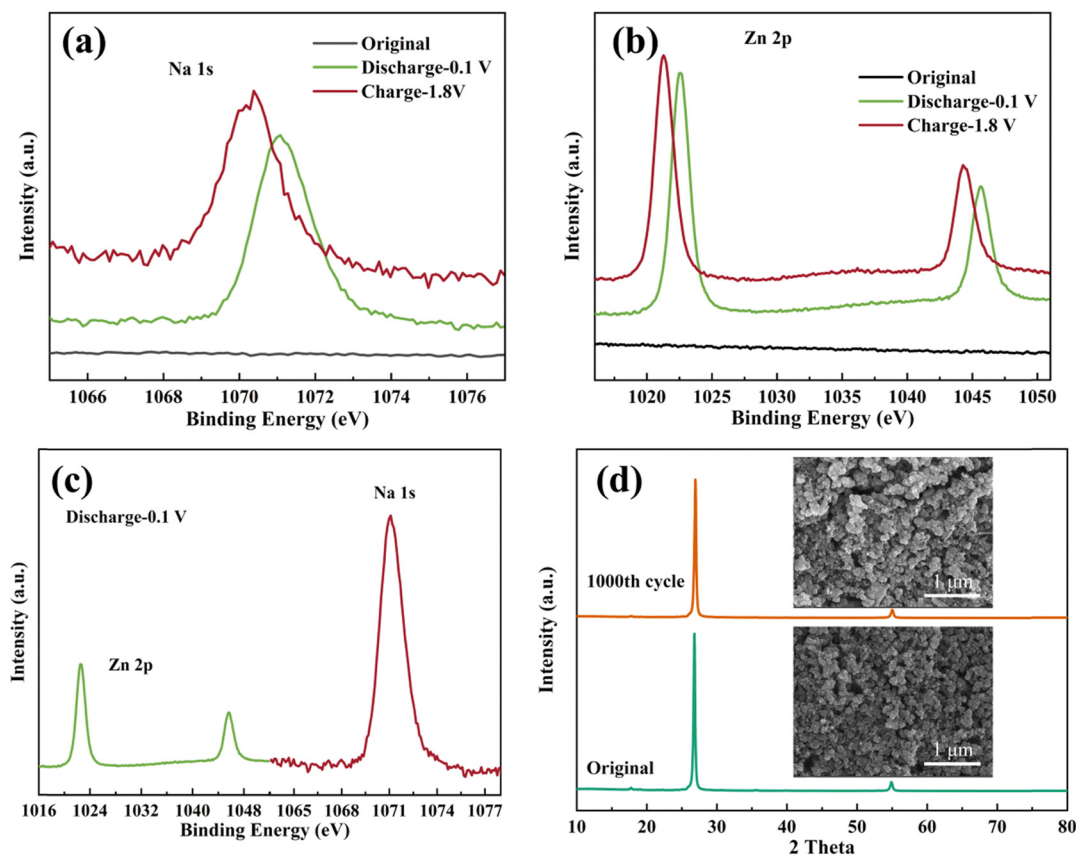 (a)
Na 1s
Original
Discharge-0.1 V
Charge-1.8V
Intensity (a.u.)
1066 1068 1070 1072 1074 1076
Binding Energy (eV)
(b)
Zn 2p
Original
Discharge-0.1 V
Charge-1.8 V
Intensity (a.u.)
1020 1025 1030 1035 1040 1045 1050
Binding Energy (eV)
(c)
Na 1s
Discharge-0.1 V
Zn 2p
Intensity (a.u.)
1016 1024 1032 1040 1065 1068 1071 1074 1077
Binding Energy (eV)
(d)
1000th cycle
1 μm
Original
1 μm
Intensity (a.u.)
10 20 30 40 50 60 70 80
2 Theta